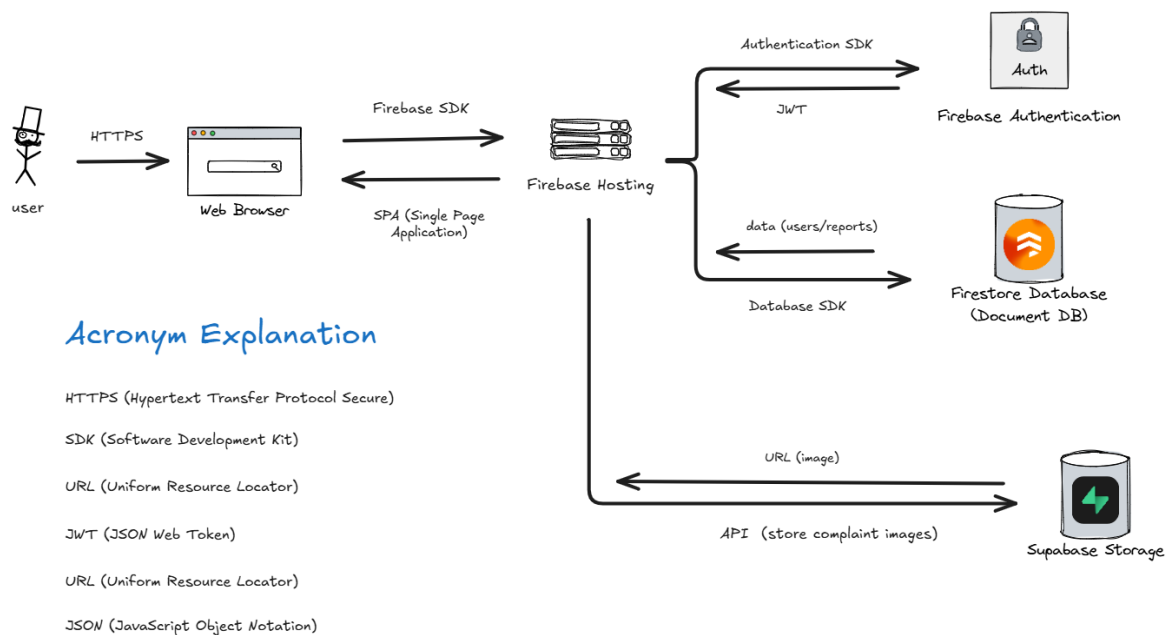 Authentication SDK
Auth
JWT
Firebase Authentication
HTTPS
Firebase SDK
user
Web Browser
SPA (Single Page
Application)
Firebase Hosting
data (users/reports)
Database SDK
Firestore Database
(Document DB)
Acronym Explanation
HTTPS (Hypertext Transfer Protocol Secure)
SDK (Software Development Kit)
URL (Uniform Resource Locator)
JWT (JSON Web Token)
URL (Uniform Resource Locator)
JSON (JavaScript Object Notation)
URL (image)
API (store complaint images)
Supabase Storage